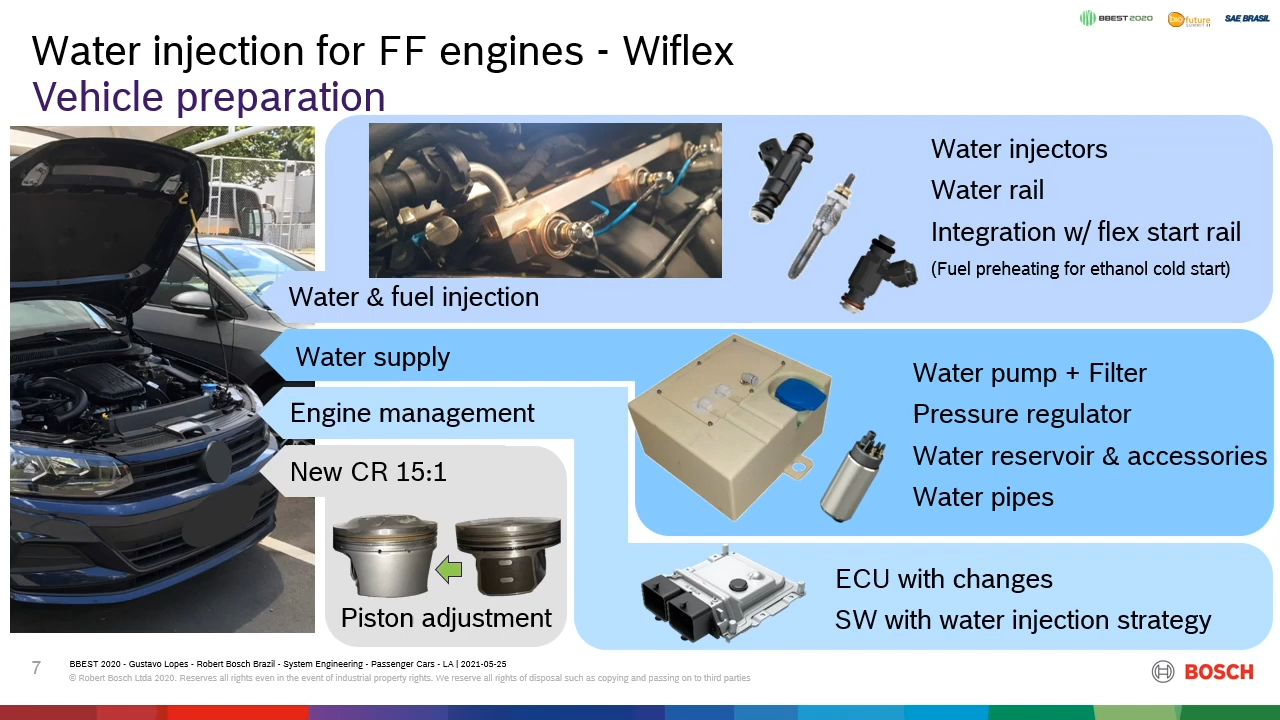 BBEST 2020
biofuture
SAE BRASIL
Water injection for FF engines - Wiflex
Vehicle preparation
Water injectors
Water rail
Integration w/ flex start rail
(Fuel preheating for ethanol cold start)
Water & fuel injection
Water supply
Water pump + Filter
Pressure regulator
Water reservoir & accessories
Water pipes
Engine management
New CR 15:1
Piston adjustment
ECU with changes
SW with water injection strategy
7
BBEST 2020 - Gustavo Lopes - Robert Bosch Brazil - System Engineering - Passenger Cars - LA | 2021-05-25
© Robert Bosch Ltda 2020. Reserves all rights even in the event of industrial property rights. We reserve all rights of disposal such as copying and passing on to third parties
BOSCH